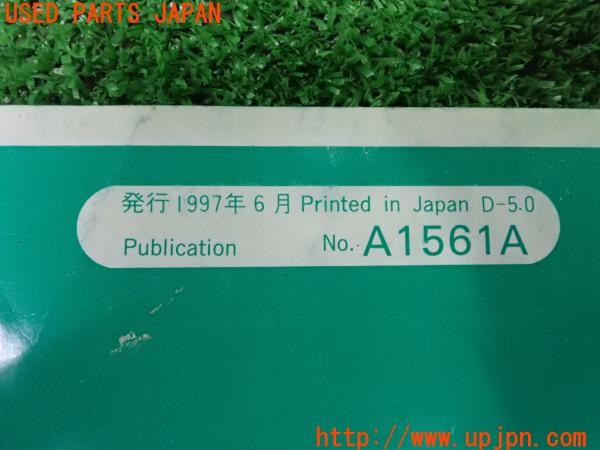 USED PARTS JAPAN
発行1997年6月 Printed in Japan D-5.0
Publication No. A1561A
http://www.upjpn.com/